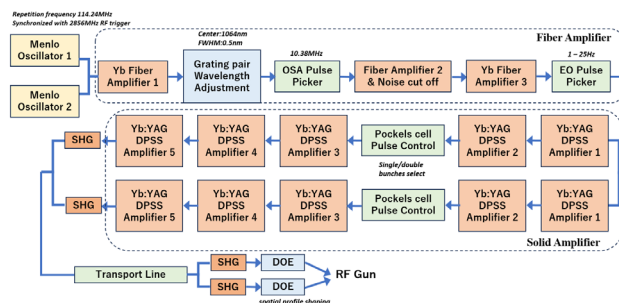 Repetition frequency 114.24MHz
Synchronized with 2856MHz RF trigger
Center:1064nm
FWHM:0.5nm
Fiber Amplifier
Menlo
Oscillator 1
10.38MHz
1 – 25Hz
Yb Fiber
Amplifier 1
Grating pair
Wavelength
Adjustment
OSA Pulse
Picker
Fiber Amplifier 2
& Noise cut off
Yb Fiber
Amplifier 3
EO Pulse
Picker
Menlo
Oscillator 2
SHG
Yb:YAG
DPSS
Amplifier 5
Yb:YAG
DPSS
Amplifier 4
Yb:YAG
DPSS
Amplifier 3
Pockels cell
Pulse Control
Yb:YAG
DPSS
Amplifier 2
Yb:YAG
DPSS
Amplifier 1
Single/double
bunches select
SHG
Yb:YAG
DPSS
Amplifier 5
Yb:YAG
DPSS
Amplifier 4
Yb:YAG
DPSS
Amplifier 3
Pockels cell
Pulse Control
Yb:YAG
DPSS
Amplifier 2
Yb:YAG
DPSS
Amplifier 1
Solid Amplifier
Transport Line
SHG
DOE
RF Gun
SHG
DOE
spatial profile shaping